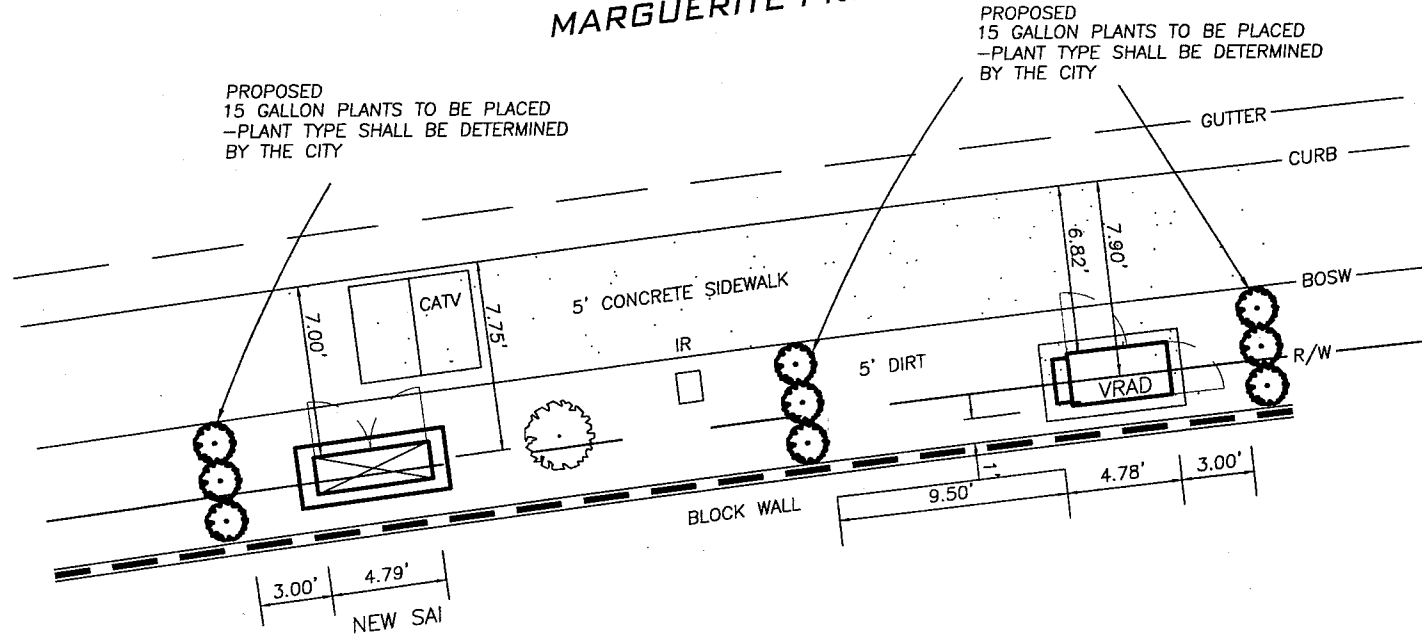 MARGUERITE
PROPOSED
15 GALLON PLANTS TO BE PLACED
-PLANT TYPE SHALL BE DETERMINED
BY THE CITY
PROPOSED
15 GALLON PLANTS TO BE PLACED
-PLANT TYPE SHALL BE DETERMINED
BY THE CITY
GUTTER
CURB
BOSW
R/W
7.00'
CATV
7.75'
5' CONCRETE SIDEWALK
IR
5' DIRT
6.82'
7.90'
VRAD
1'
BLOCK WALL
9.50'
4.78'
3.00'
3.00'
4.79'
NEW SAI